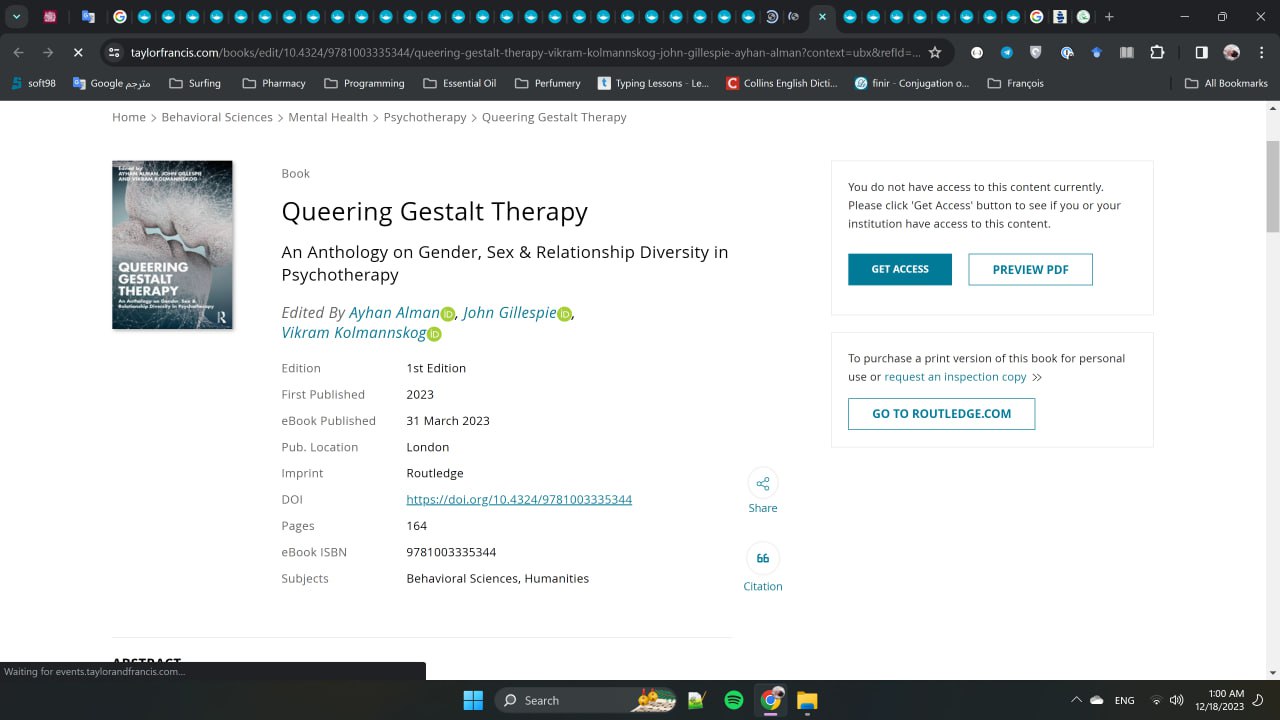 taylorfrancis.com/books/edit/10.4324/9781003335344/queering-gestalt-therapy-vikram-kolmannskog-john-gillespie-ayhan-alman?context=ubx&refId=...
soft98 Google مترجم Surfing Programming Essential Oil Perfumery Typing Lessons - Le... Collins English Dicti... finir - Conjugation o... Pharmacy François All Bookmarks
Home > Behavioral Sciences > Mental Health > Psychotherapy > Queering Gestalt Therapy
Edited by
AYHAN ALMAN, JOHN GILLESPIE
AND VIKRAM KOLMANNSKOG
QUEERING
GESTALT
THERAPY
An Anthology on Gender, Sex &
Relationship Diversity in Psychotherapy
R
Book
Queering Gestalt Therapy
An Anthology on Gender, Sex & Relationship Diversity in
Psychotherapy
Edited By Ayhan Alman iD, John Gillespie iD,
Vikram Kolmannskog iD
Edition 1st Edition
First Published 2023
eBook Published 31 March 2023
Pub. Location London
Imprint Routledge
DOI https://doi.org/10.4324/9781003335344
Pages 164
eBook ISBN 9781003335344
Subjects Behavioral Sciences, Humanities
Share
Citation
You do not have access to this content currently.
Please click 'Get Access' button to see if you or your
institution have access to this content.
GET ACCESS PREVIEW PDF
To purchase a print version of this book for personal
use or request an inspection copy >>
GO TO ROUTLEDGE.COM
ABSTRACT
Waiting for events.taylorandfrancis.com...
Search
ENG
1:00 AM
12/18/2023